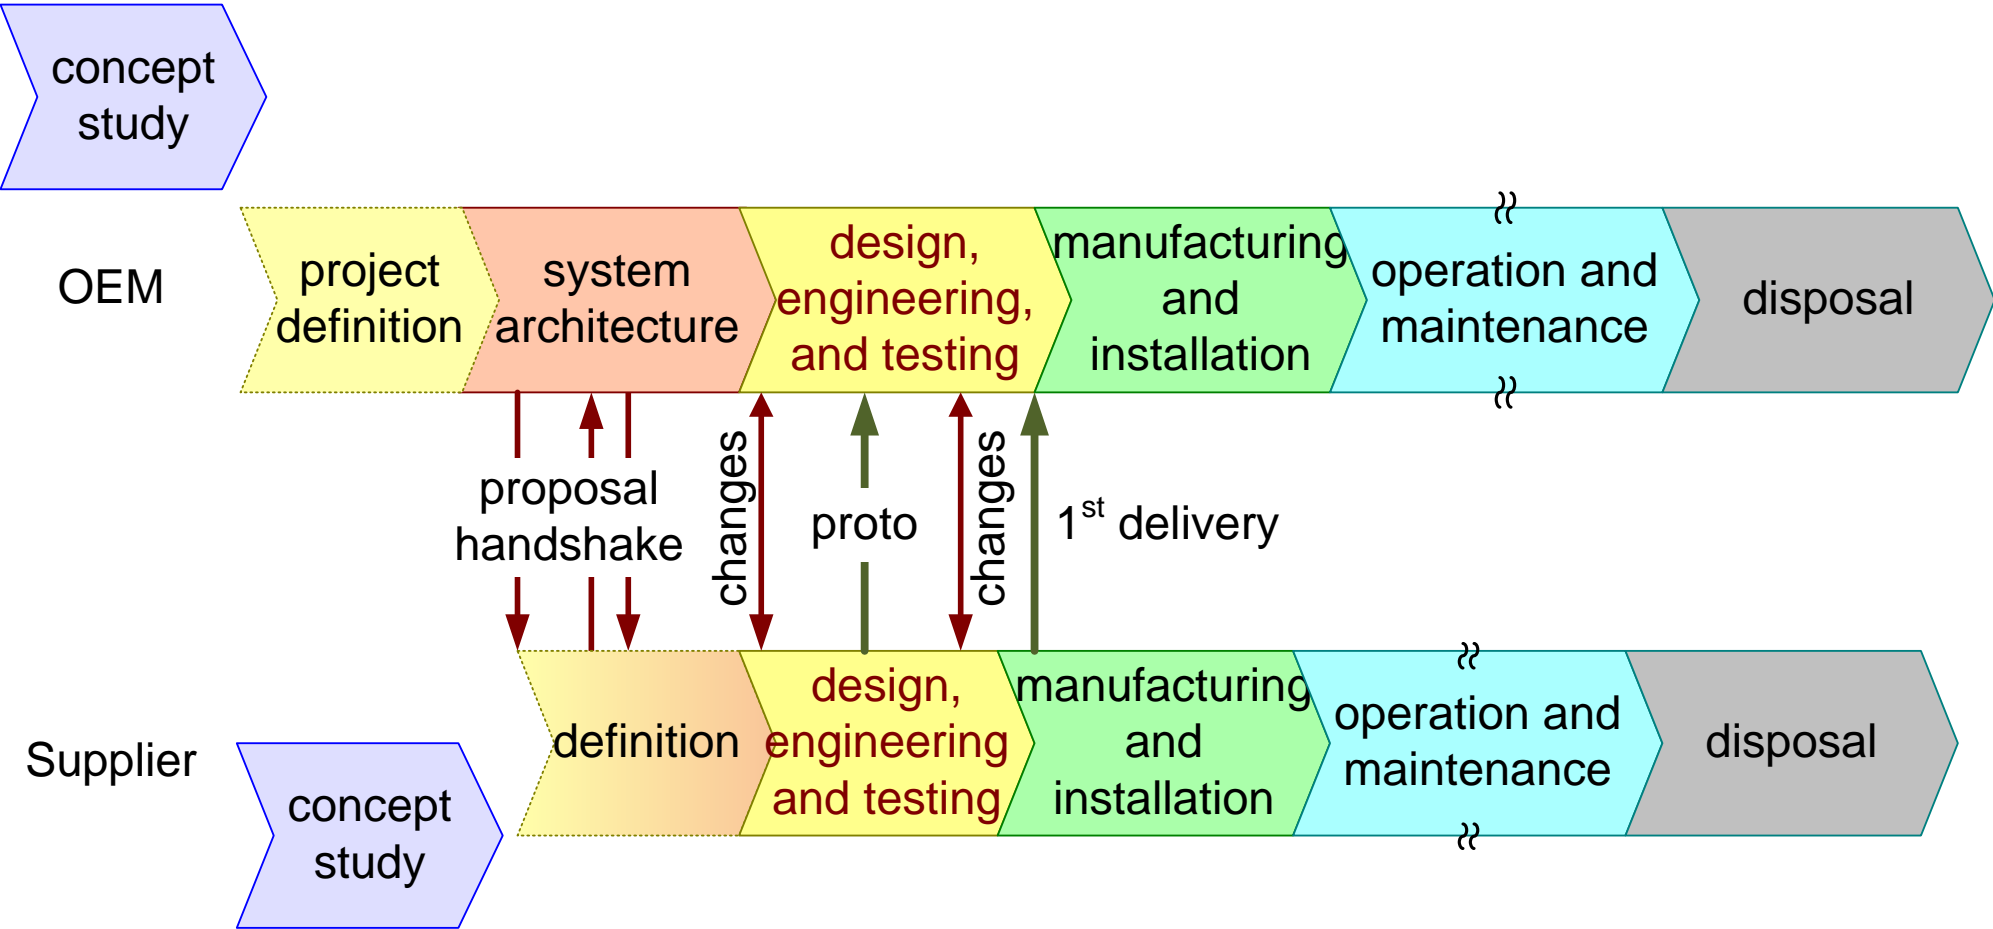 concept
study
OEM
project
definition
system
architecture
design,
engineering,
and testing
manufacturing
and
installation
operation and
maintenance
disposal
proposal
handshake
changes
proto
changes
1st delivery
Supplier
concept
study
definition
design,
engineering
and testing
manufacturing
and
installation
operation and
maintenance
disposal